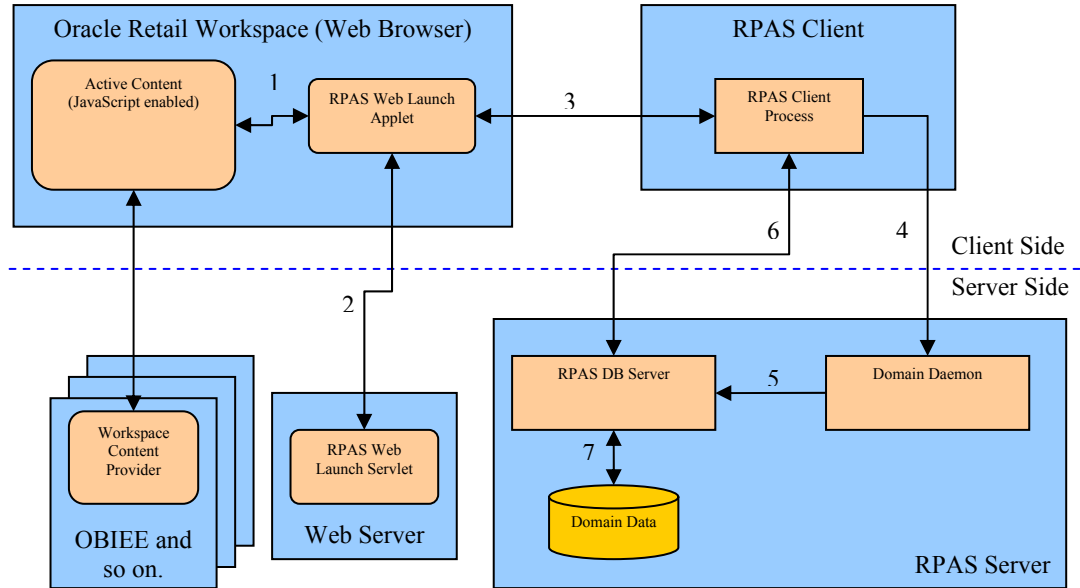 Oracle Retail Workspace (Web Browser)
RPAS Client
Active Content
(JavaScript enabled)
1
RPAS Web Launch
Applet
3
RPAS Client
Process
6
4
Client Side
Server Side
2
RPAS DB Server
5
Domain Daemon
Workspace
Content
Provider
RPAS Web
Launch Servlet
7
Domain Data
OBIEE and
so on.
Web Server
RPAS Server